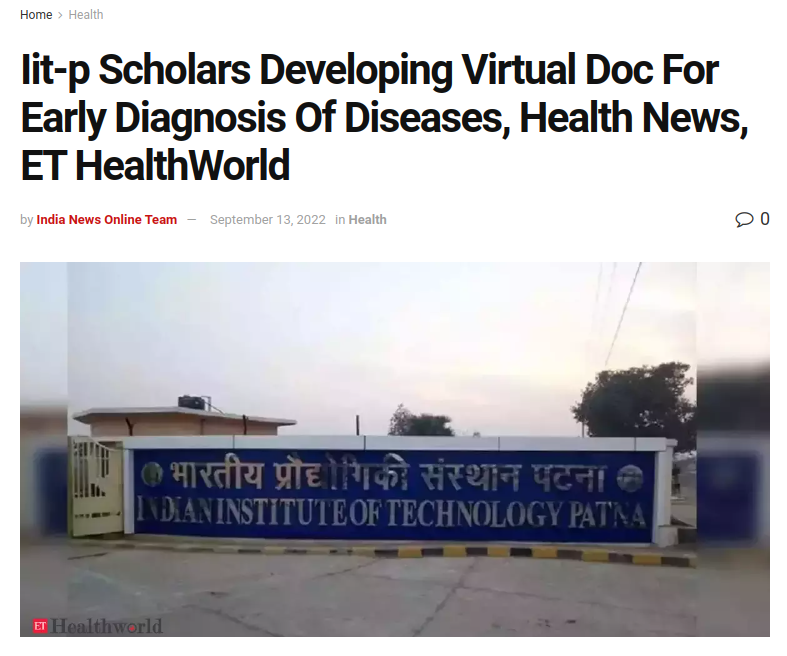 Home > Health
Iit-p Scholars Developing Virtual Doc For
Early Diagnosis Of Diseases, Health News,
ET HealthWorld
by India News Online Team — September 13, 2022 in Health
0
भारतीय प्रौद्योगिकी संस्थान पटना
INDIAN INSTITUTE OF TECHNOLOGY PATNA
ET Healthworld